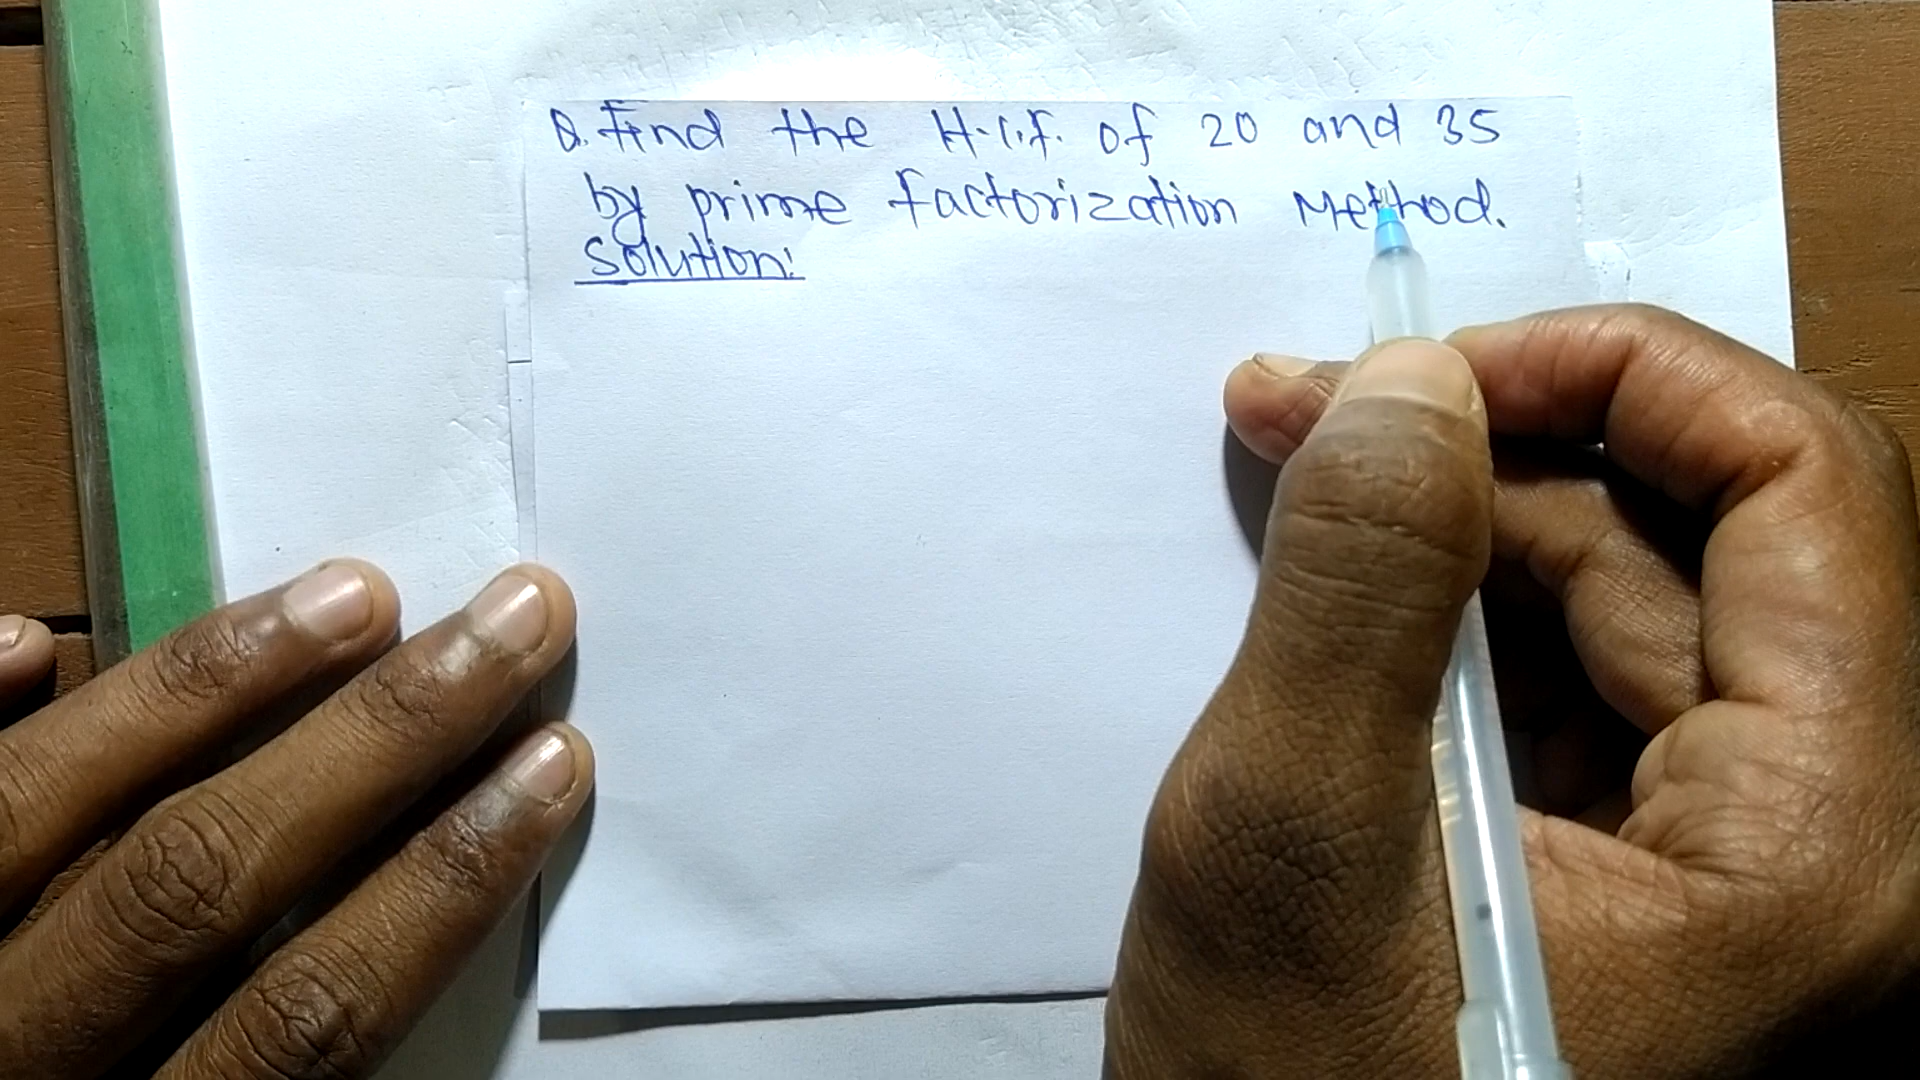 Q. Find the H.C.F. of 20 and 35
by prime factorization Method.
Solution: